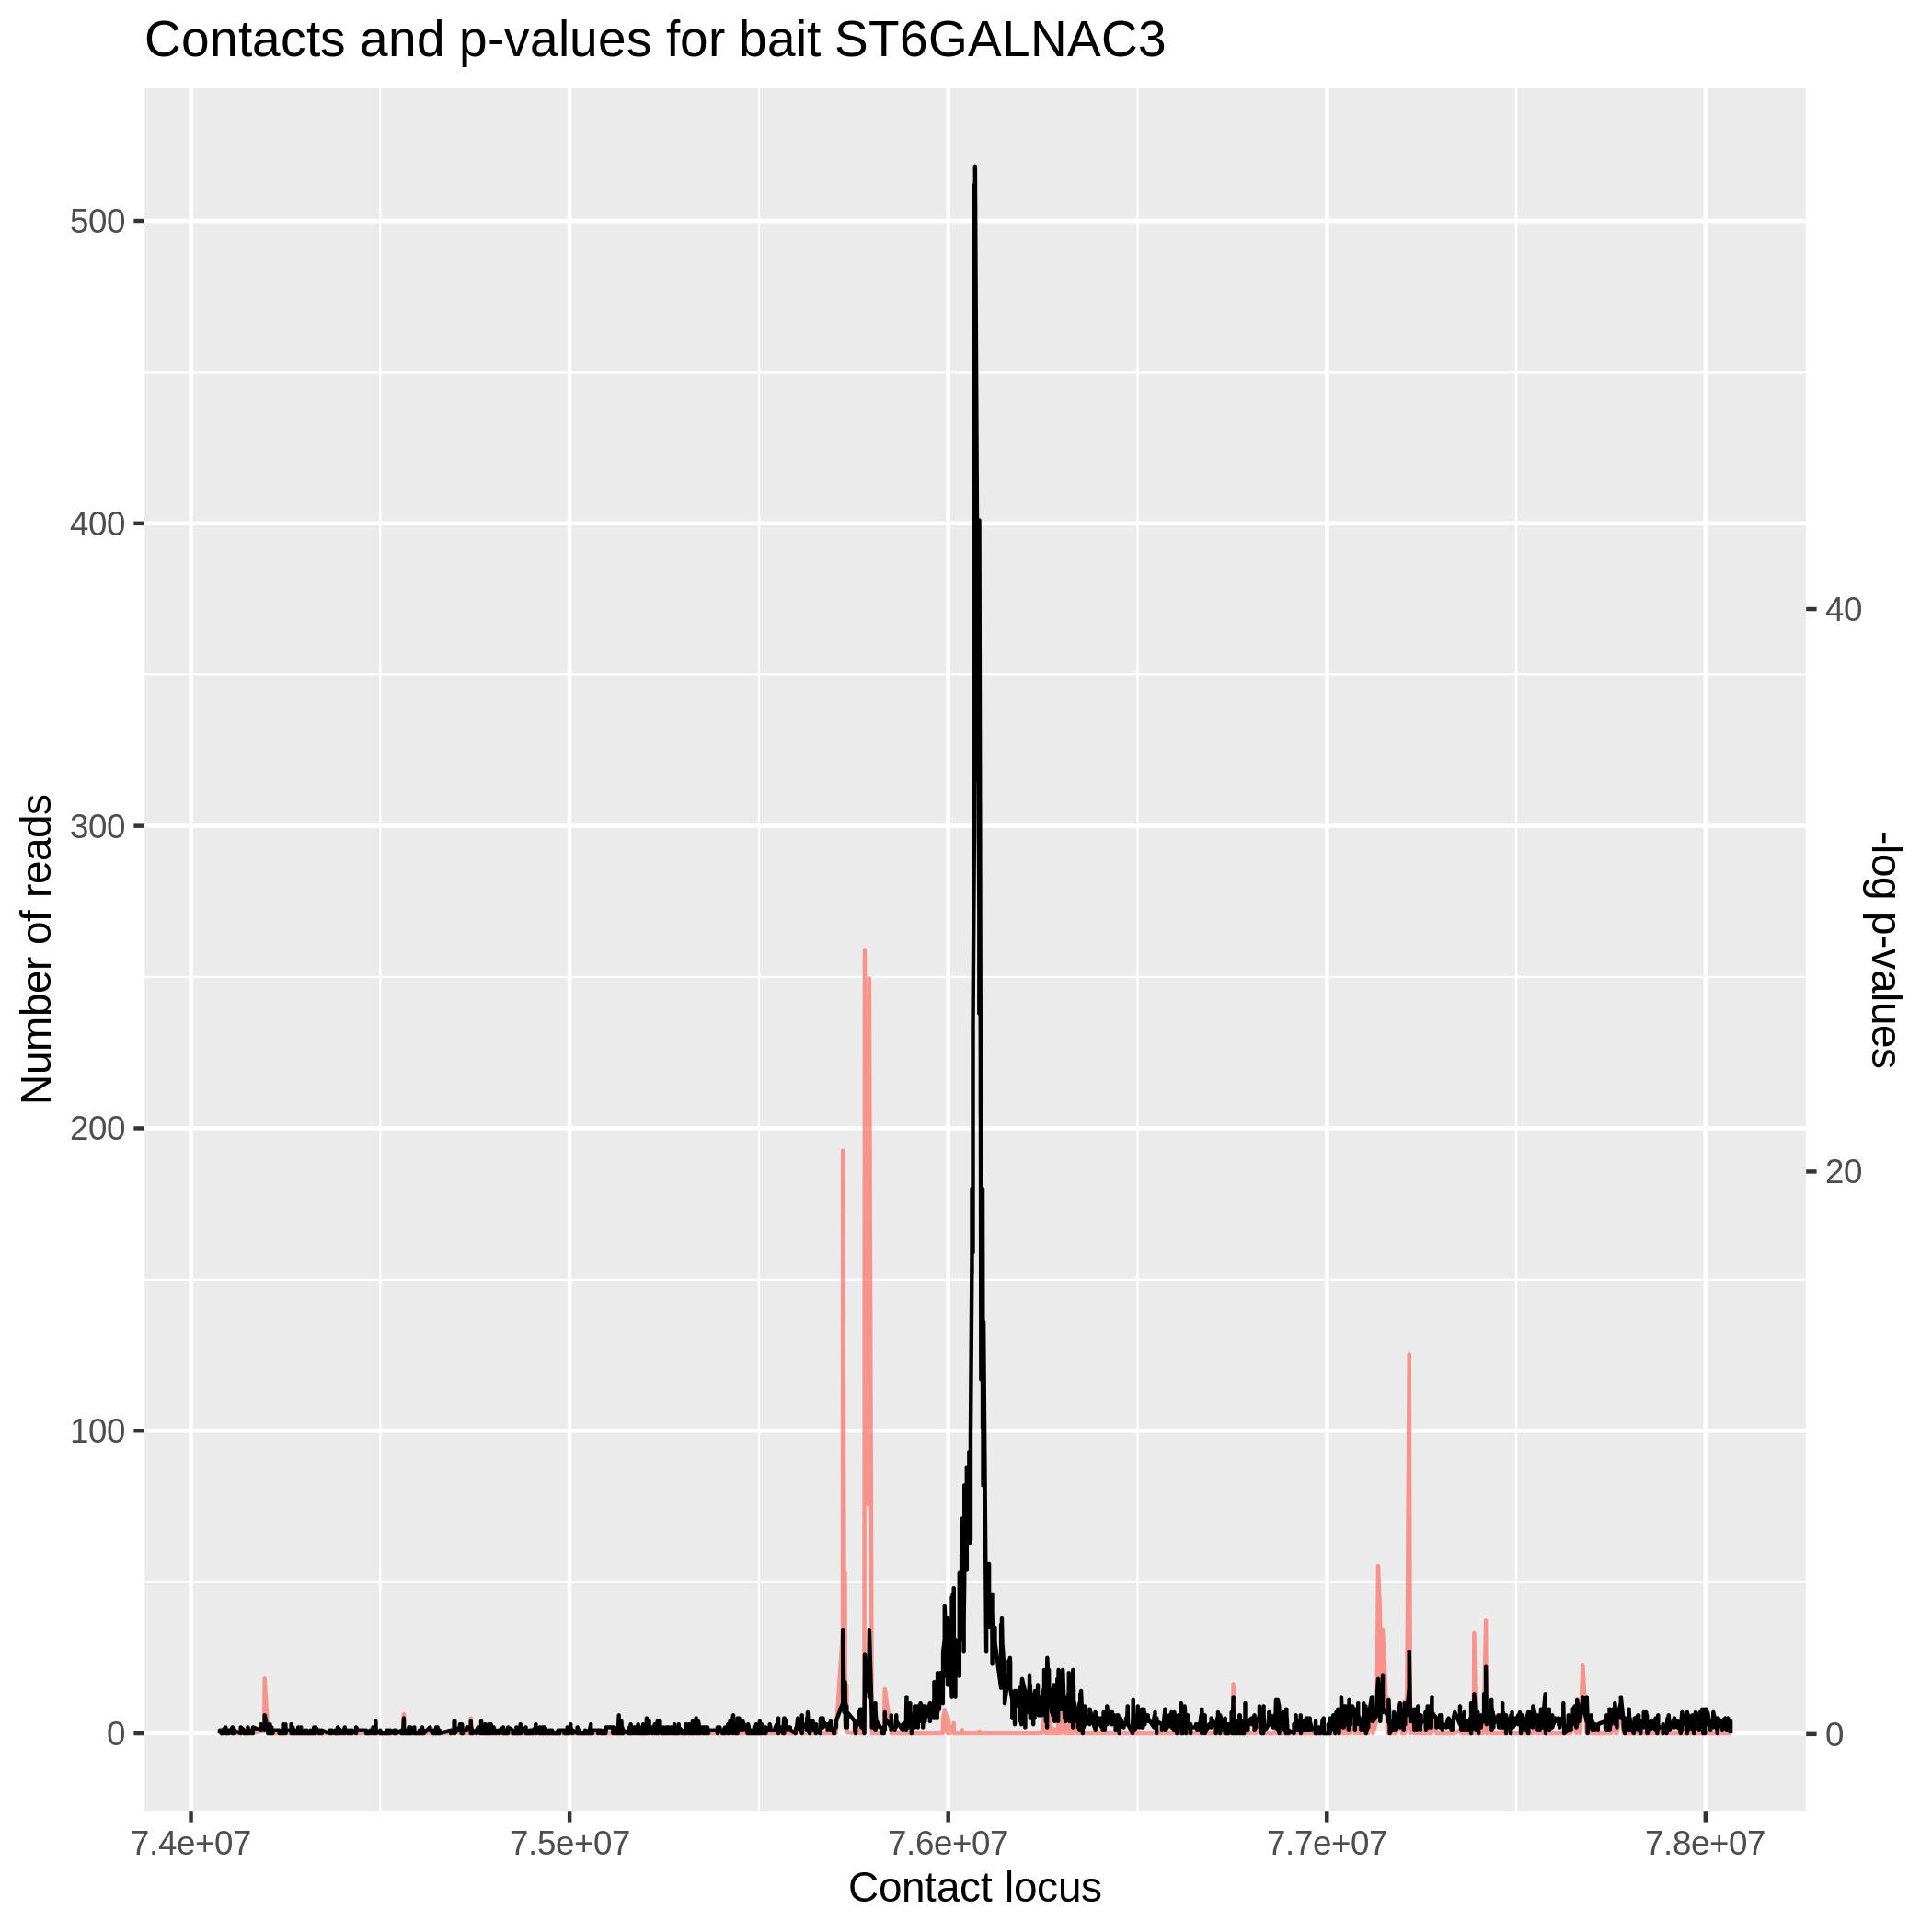 Contacts and p-values for bait ST6GALNAC3
Number of reads
500
400
300
200
100
0
40
20
0
-log p-values
7.4e+07
7.5e+07
7.6e+07
7.7e+07
7.8e+07
Contact locus